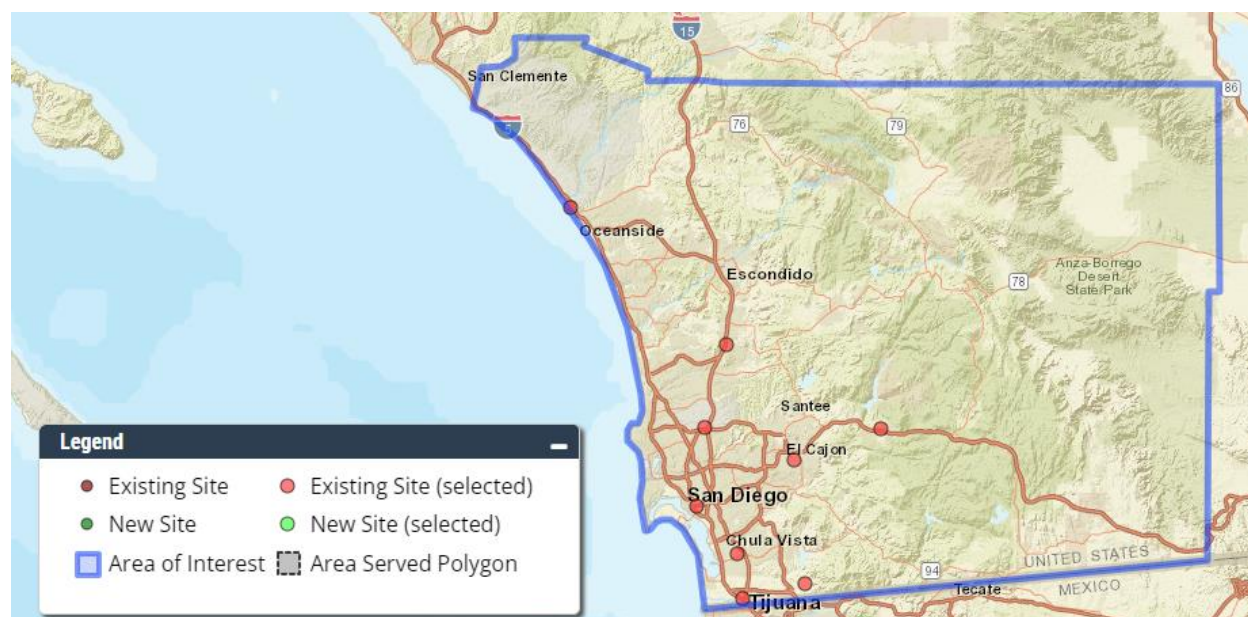 15
San Clemente
86
5
76
79
Oceanside
Escondido
Anza-Borrego
Desert
State Park
78
Santee
El Cajon
San Diego
Chula Vista
UNITED STATES
94
Tecate
MEXICO
Tijuana
Legend
Existing Site
Existing Site (selected)
New Site
New Site (selected)
Area of Interest
Area Served Polygon